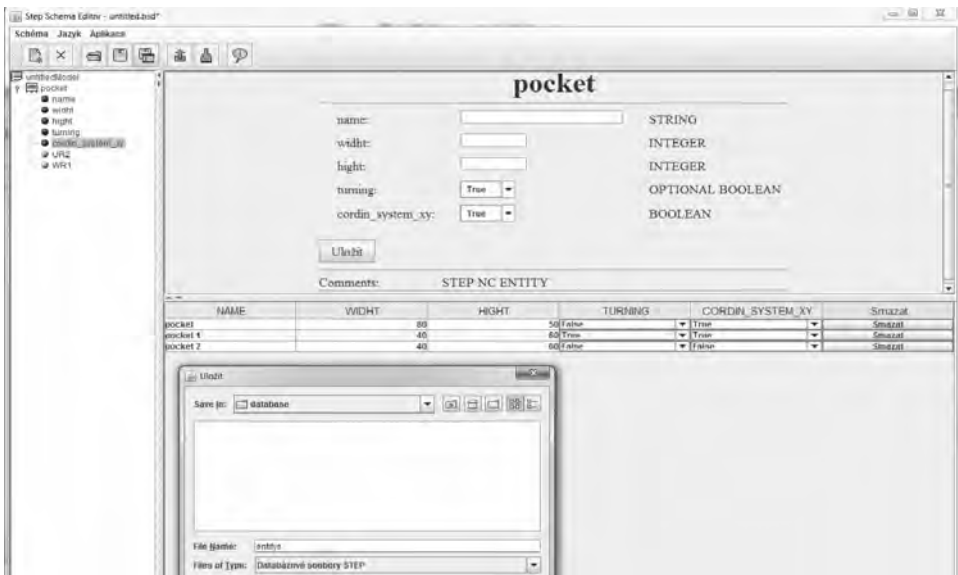 Step Schema Editor - untitled.bsd*
Schéma Jazyk Aplikace
untitledModel
pocket
name
widht
hight
turning
cordin_system_xy
UR2
WR1
pocket
name: STRING
widht: INTEGER
hight: INTEGER
turning: True OPTIONAL BOOLEAN
cordin_system_xy: True BOOLEAN
Uložit
Comments: STEP NC ENTITY
NAME WIDHT HIGHT TURNING CORDIN_SYSTEM_XY Smazat
pocket 80 50 False True Smazat
pocket 1 40 60 True True Smazat
pocket 2 40 60 False False Smazat
Uložit
Save In: database
File Name: entitys
Files of Type: Databázové soubory STEP